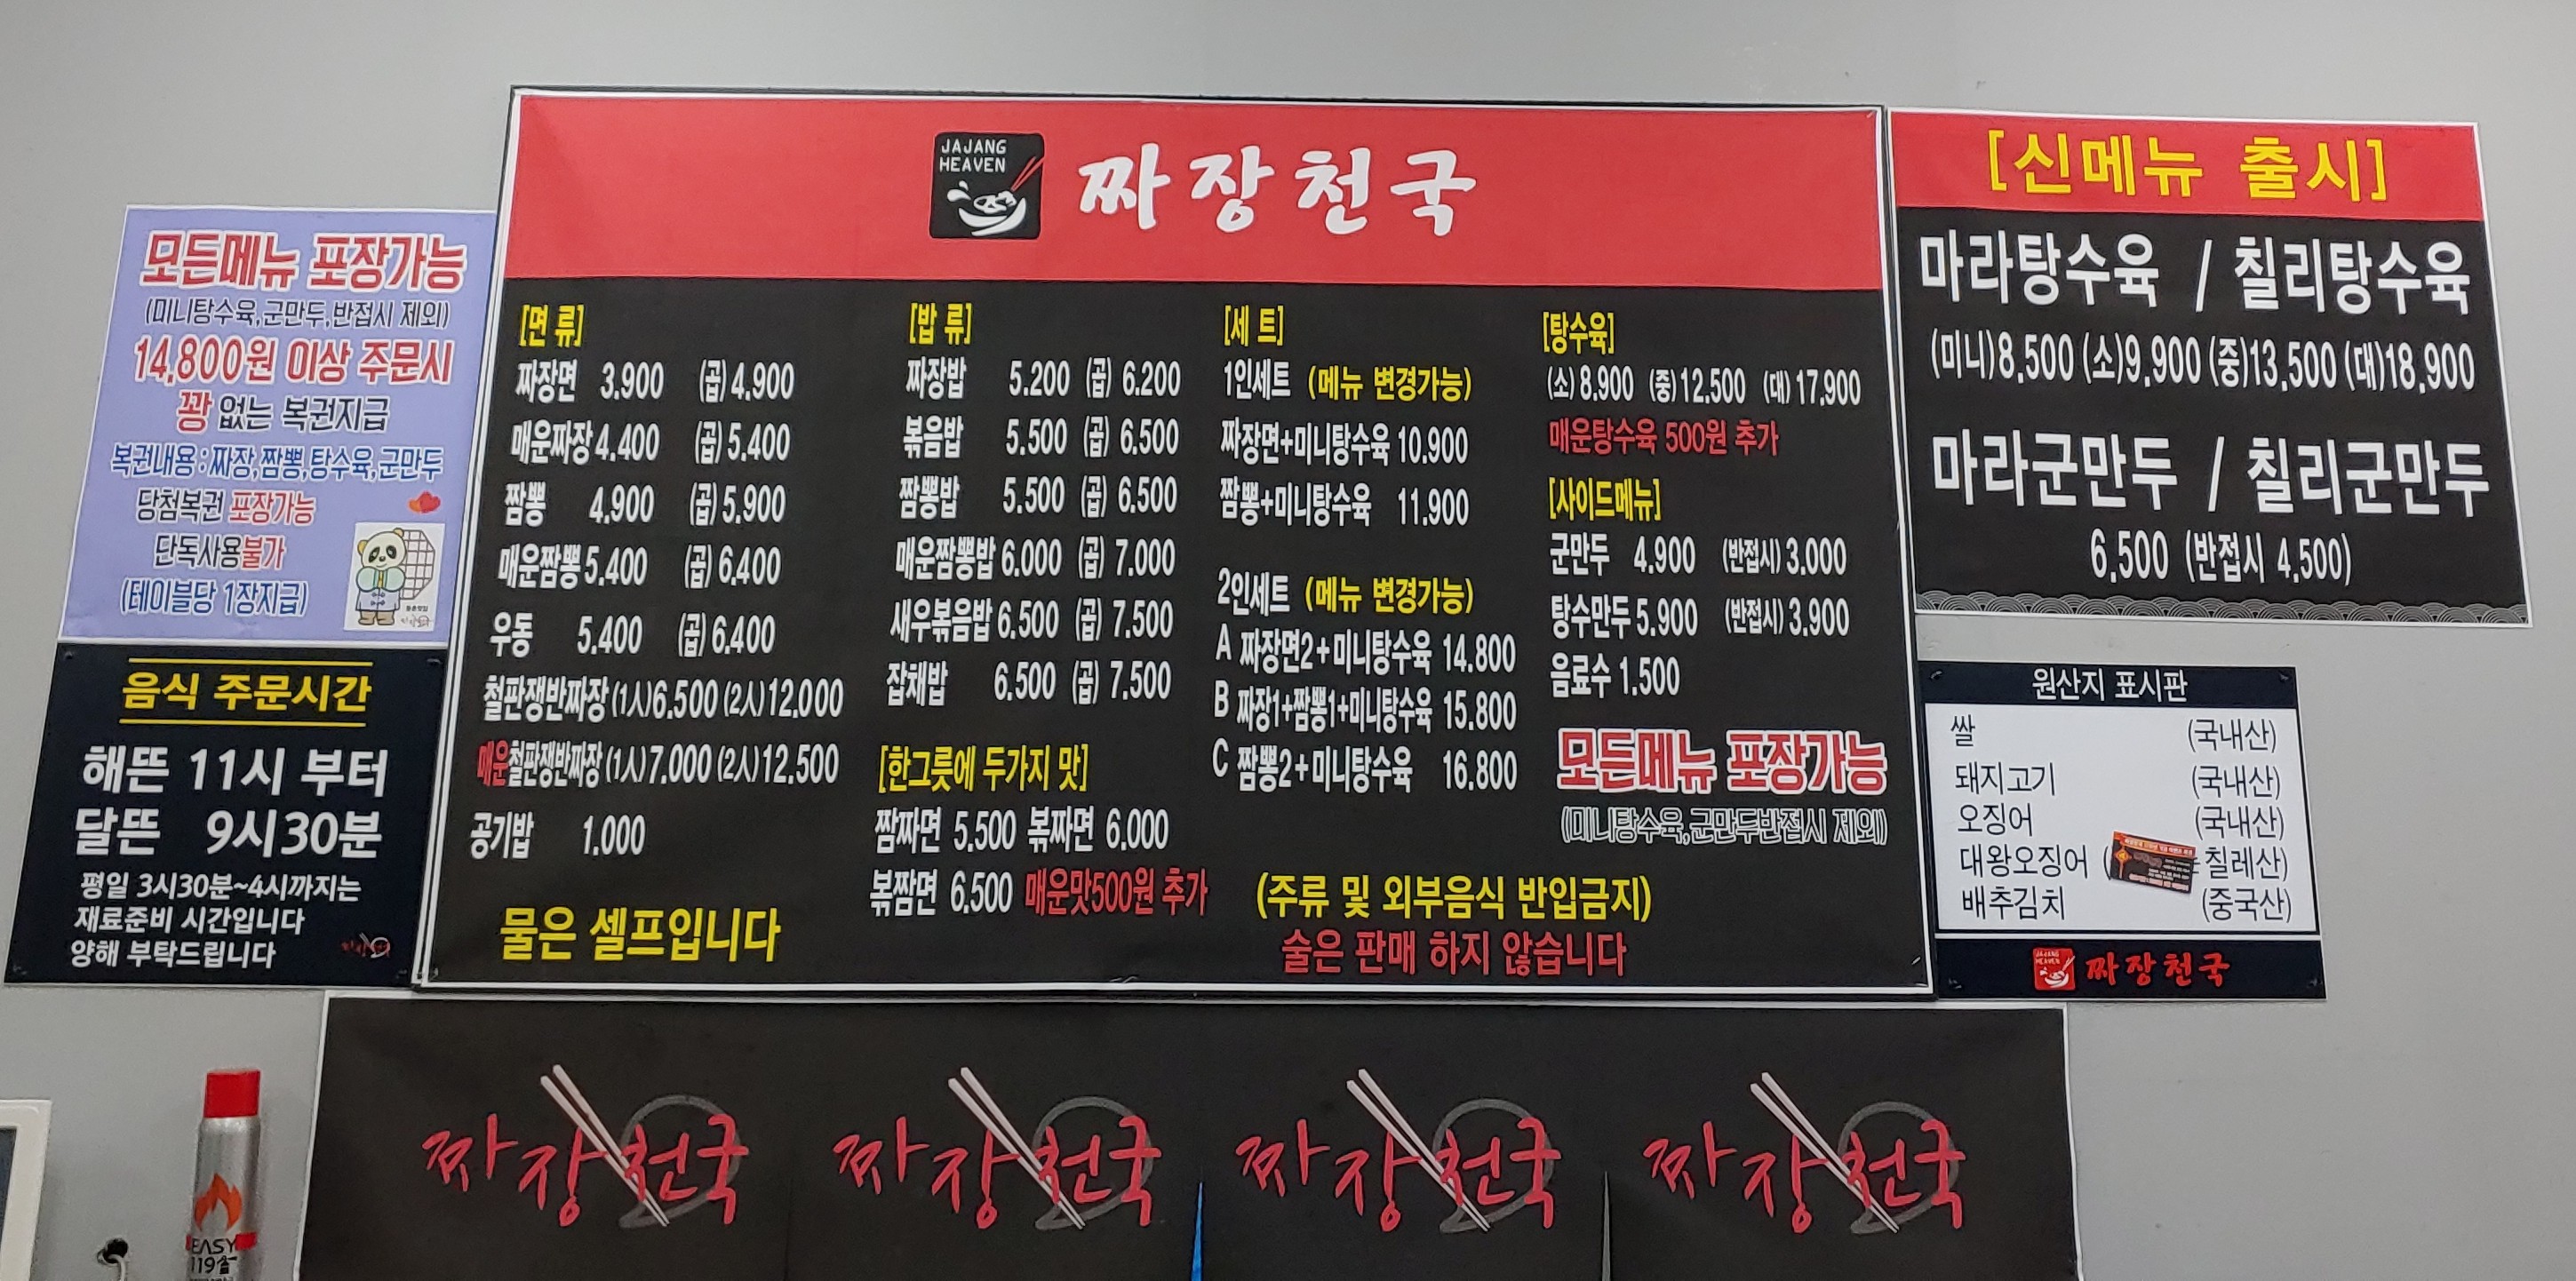 모든메뉴 포장가능
(미니탕수육,군만두,반접시 제외)
14,800원 이상 주문시
꽝 없는 복권지급
복권내용:짜장,짬뽕,탕수육,군만두
당첨복권 포장가능
단독사용불가
(테이블당 1장지급)
음식 주문시간
해뜬 11시 부터
달뜬 9시30분
평일 3시30분~4시까지는
재료준비 시간입니다
양해 부탁드립니다
JAJANG
HEAVEN
짜장천국
[면 류]
짜장면 3.900 (곱)4.900
매운짜장4.400 (곱)5.400
짬뽕 4.900 (곱)5.900
매운짬뽕5.400 (곱)6.400
우동 5.400 (곱)6.400
철판쟁반짜장(1人)6.500(2人)12.000
매운철판쟁반짜장(1人)7.000(2人)12.500
공기밥 1.000
물은 셀프입니다
[밥 류]
짜장밥 5.200 (곱) 6.200
볶음밥 5.500 (곱) 6.500
짬뽕밥 5.500 (곱) 6.500
매운짬뽕밥 6.000 (곱) 7.000
새우볶음밥 6.500 (곱) 7.500
잡채밥 6.500 (곱) 7.500
[한그릇에 두가지 맛]
짬짜면 5.500 볶짜면 6.000
볶짬면 6.500 매운맛500원 추가
[세 트]
1인세트 (메뉴 변경가능)
짜장면+미니탕수육 10.900
짬뽕+미니탕수육 11.900
2인세트 (메뉴 변경가능)
A 짜장면2+미니탕수육 14.800
B 짜장1+짬뽕1+미니탕수육 15.800
C 짬뽕2+미니탕수육 16.800
(주류 및 외부음식 반입금지)
술은 판매 하지 않습니다
[탕수육]
(소)8.900 (중)12.500 (대)17.900
매운탕수육 500원 추가
[사이드메뉴]
군만두 4.900 (반접시)3.000
탕수만두 5.900 (반접시)3.900
음료수 1.500
모든메뉴 포장가능
(미니탕수육,군만두반접시 제외)
[신메뉴 출시]
마라탕수육 / 칠리탕수육
(미니)8,500 (소)9,900 (중)13,500 (대)18,900
마라군만두 / 칠리군만두
6,500 (반접시 4,500)
원산지 표시판
쌀 (국내산)
돼지고기 (국내산)
오징어 (국내산)
대왕오징어 칠레산)
배추김치 (중국산)
JAJANG
HEAVEN
짜장천국
짜장천국 짜장천국 짜장천국 짜장천국
EASY
119